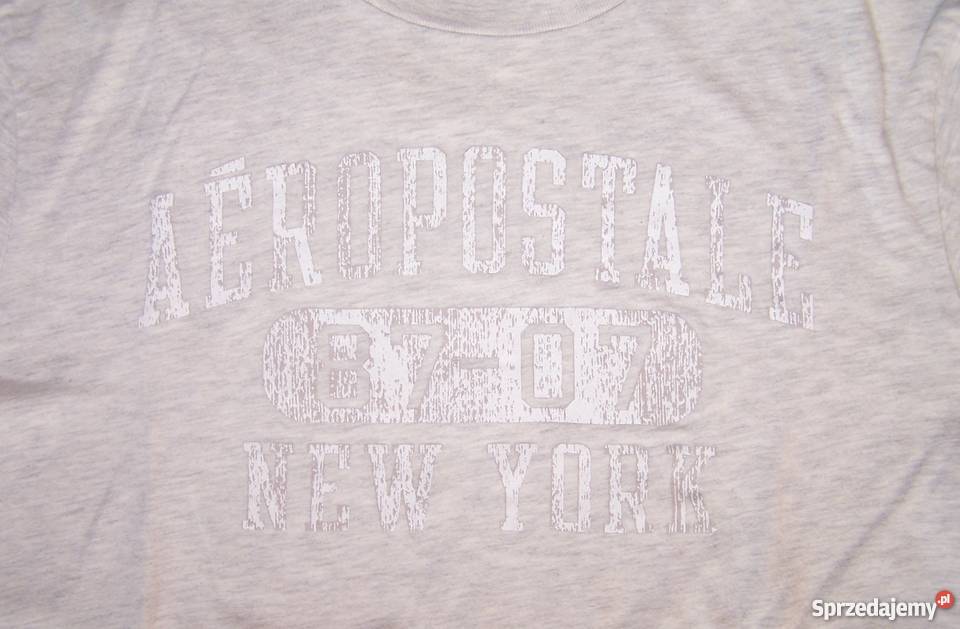 AÉROPOSTALE
87-07
NEW YORK
Sprzedajemy.pl